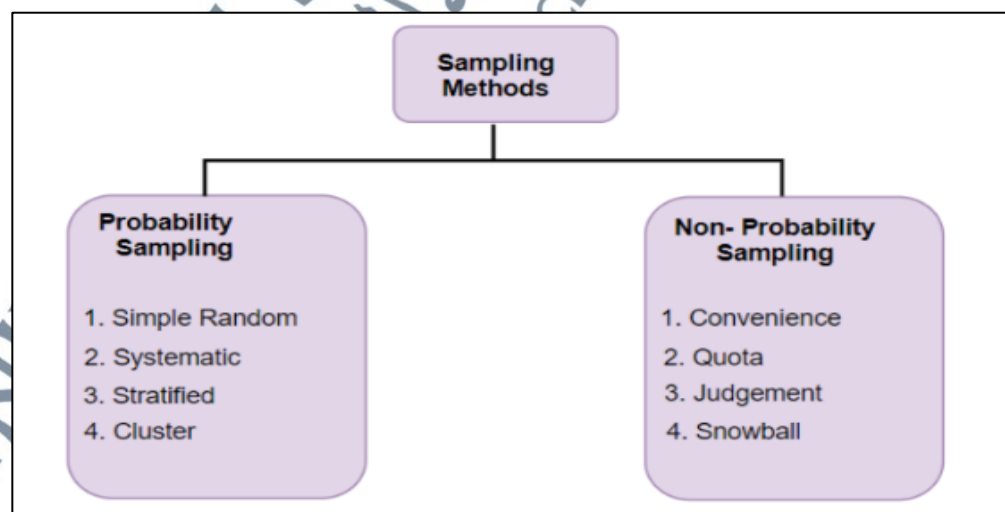 Sampling
Methods
Probability
Sampling
1. Simple Random
2. Systematic
3. Stratified
4. Cluster
Non- Probability
Sampling
1. Convenience
2. Quota
3. Judgement
4. Snowball